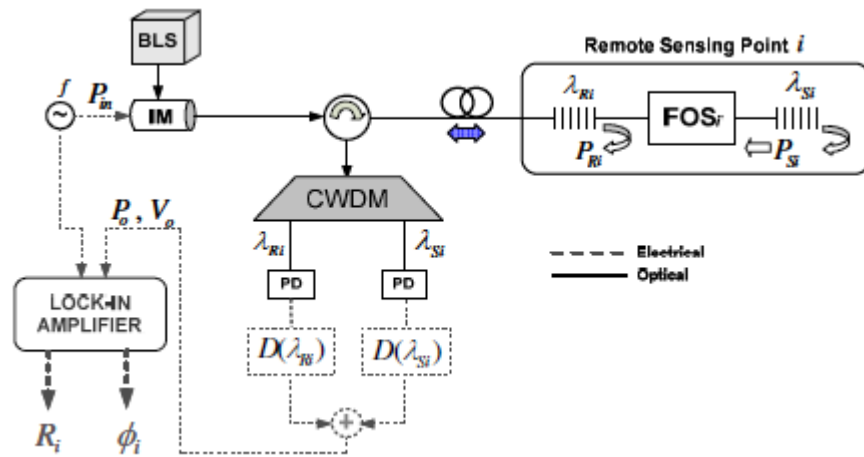 BLS
Remote Sensing Point i
f
P_in
IM
λ_Ri
FOS_i
λ_Si
P_Ri
P_Si
CWDM
P_o , V_o
λ_Ri
λ_Si
PD
PD
Electrical
Optical
LOCK-IN
AMPLIFIER
D(λ_Ri)
D(λ_Si)
+
R_i
ϕ_i